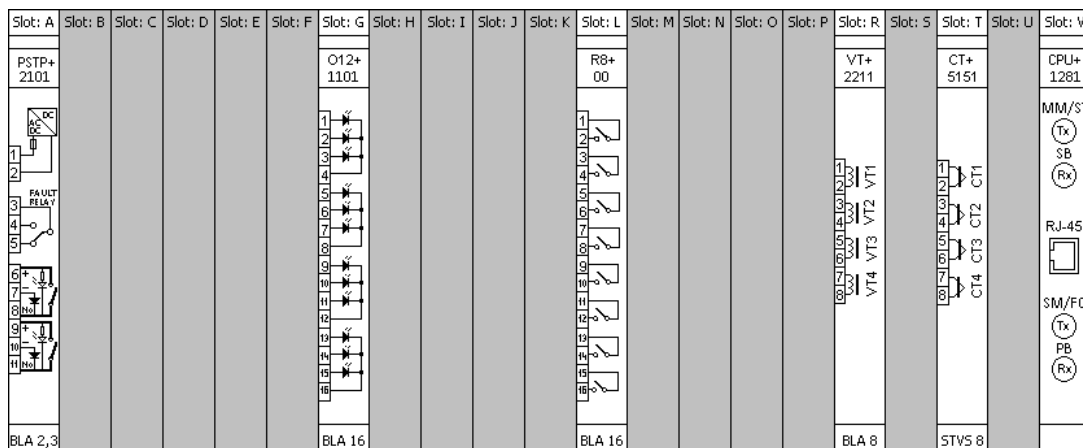 Slot: A Slot: B Slot: C Slot: D Slot: E Slot: F Slot: G Slot: H Slot: I Slot: J Slot: K Slot: L Slot: M Slot: N Slot: O Slot: P Slot: R Slot: S Slot: T Slot: U Slot: V
PSTP+
2101
DC
AC
DC
1
2
FAULT
RELAY
3
4
5
6 +
7 -
8 No
9 +
10 -
11 No
BLA 2,3
O12+
1101
1
2
3
4
5
6
7
8
9
10
11
12
13
14
15
16
BLA 16
R8+
00
1
2
3
4
5
6
7
8
9
10
11
12
13
14
15
16
BLA 16
VT+
2211
1
2
VT1
3
4
VT2
5
6
VT3
7
8
VT4
BLA 8
CT+
5151
1
2
CT1
3
4
CT2
5
6
CT3
7
8
CT4
STVS 8
CPU+
1281
MM/ST
Tx
SB
Rx
RJ-45
SM/FC
Tx
PB
Rx